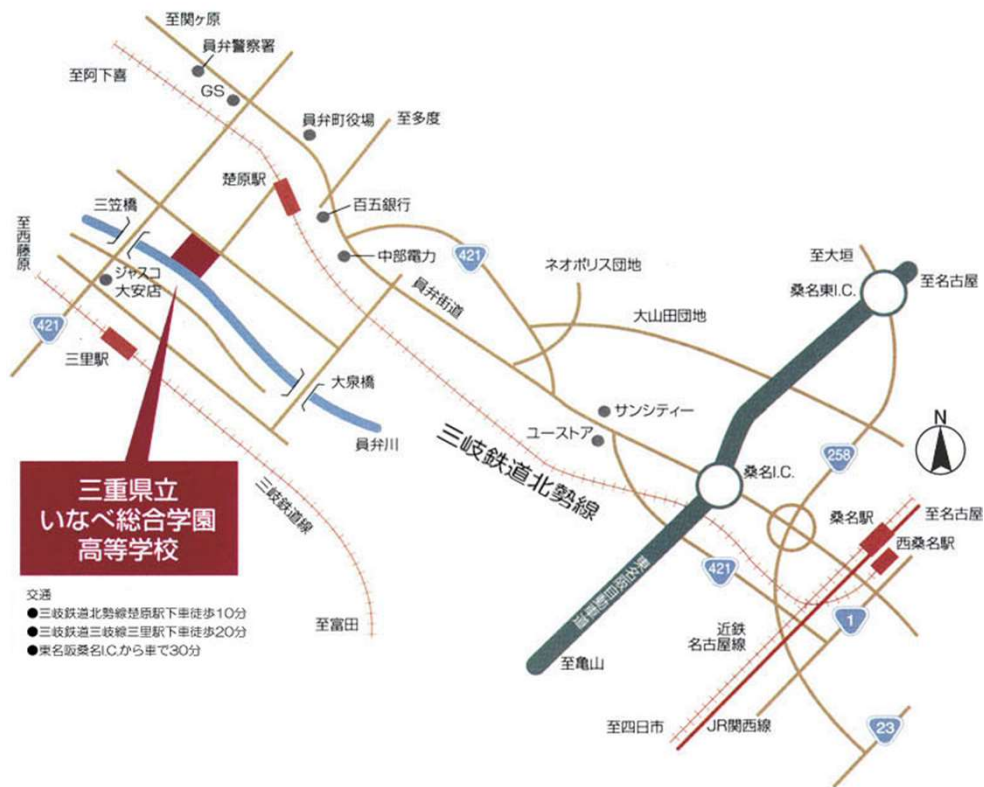 至関ヶ原
員弁警察署
至阿下喜
GS
員弁町役場
至多度
楚原駅
三笠橋
百五銀行
至西藤原
中部電力
421
ネオポリス団地
至大垣
至名古屋
桑名東I.C.
ジャスコ
大安店
員弁街道
大山田団地
421
三里駅
大泉橋
サンシティー
ユーストア
員弁川
三岐鉄道北勢線
N
258
桑名I.C.
三重県立
いなべ総合学園
高等学校
三岐鉄道線
桑名駅
至名古屋
西桑名駅
東名阪自動車道
421
1
交通
●三岐鉄道北勢線楚原駅下車徒歩10分
●三岐鉄道三岐線三里駅下車徒歩20分
●東名阪桑名I.C.から車で30分
至富田
近鉄
名古屋線
至亀山
至四日市
JR関西線
23